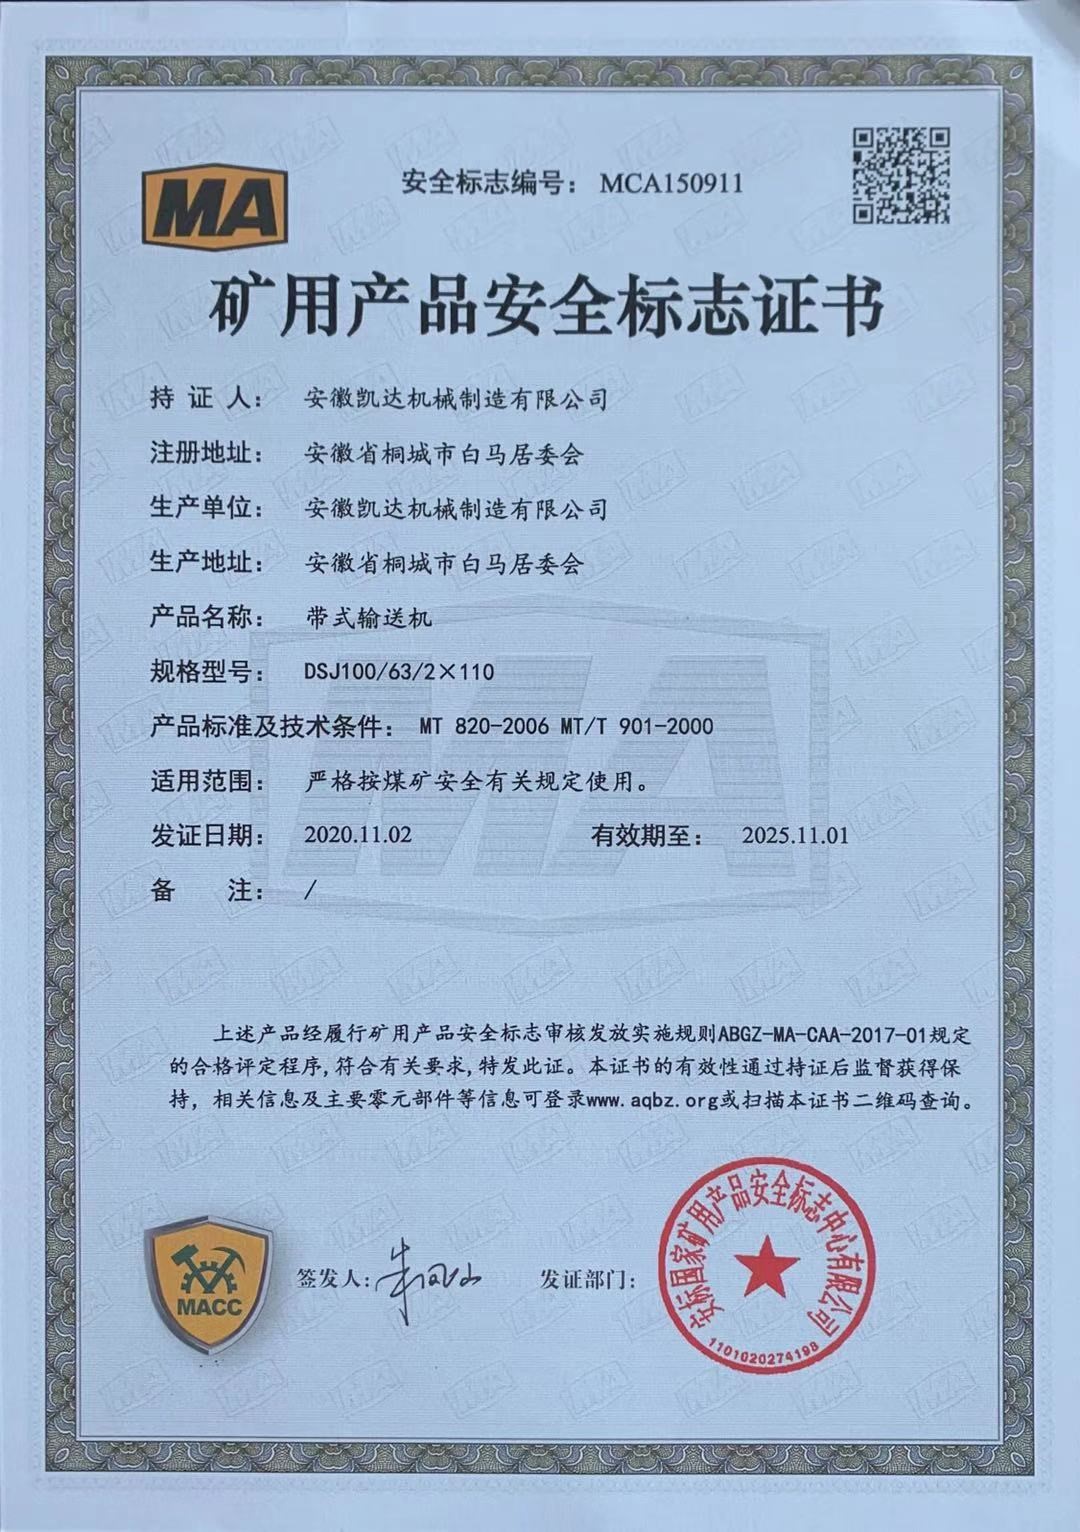 MA
安全标志编号： MCA150911
矿用产品安全标志证书
持 证 人： 安徽凯达机械制造有限公司
注册地址： 安徽省桐城市白马居委会
生产单位： 安徽凯达机械制造有限公司
生产地址： 安徽省桐城市白马居委会
产品名称： 带式输送机
规格型号： DSJ100/63/2×110
产品标准及技术条件： MT 820-2006 MT/T 901-2000
适用范围： 严格按煤矿安全有关规定使用。
发证日期： 2020.11.02 有效期至： 2025.11.01
备 注： /
上述产品经履行矿用产品安全标志审核发放实施规则ABGZ-MA-CAA-2017-01规定
的合格评定程序,符合有关要求,特发此证。本证书的有效性通过持证后监督获得保
持，相关信息及主要零元部件等信息可登录www.aqbz.org或扫描本证书二维码查询。
MACC
签发人: 发证部门:
安标国家矿用产品安全标志中心有限公司
1101020274198